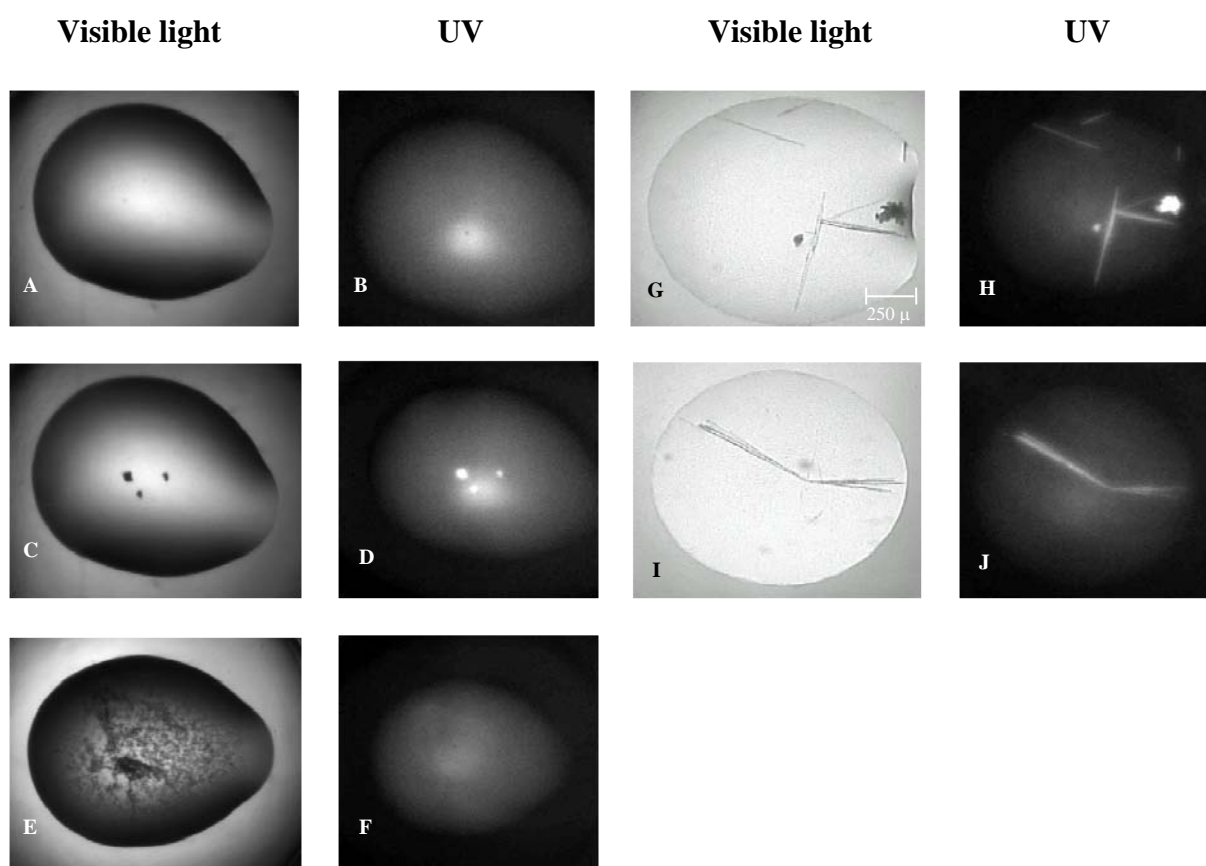 Visible light UV Visible light UV
A B G H
250 μ
C D I J
E F